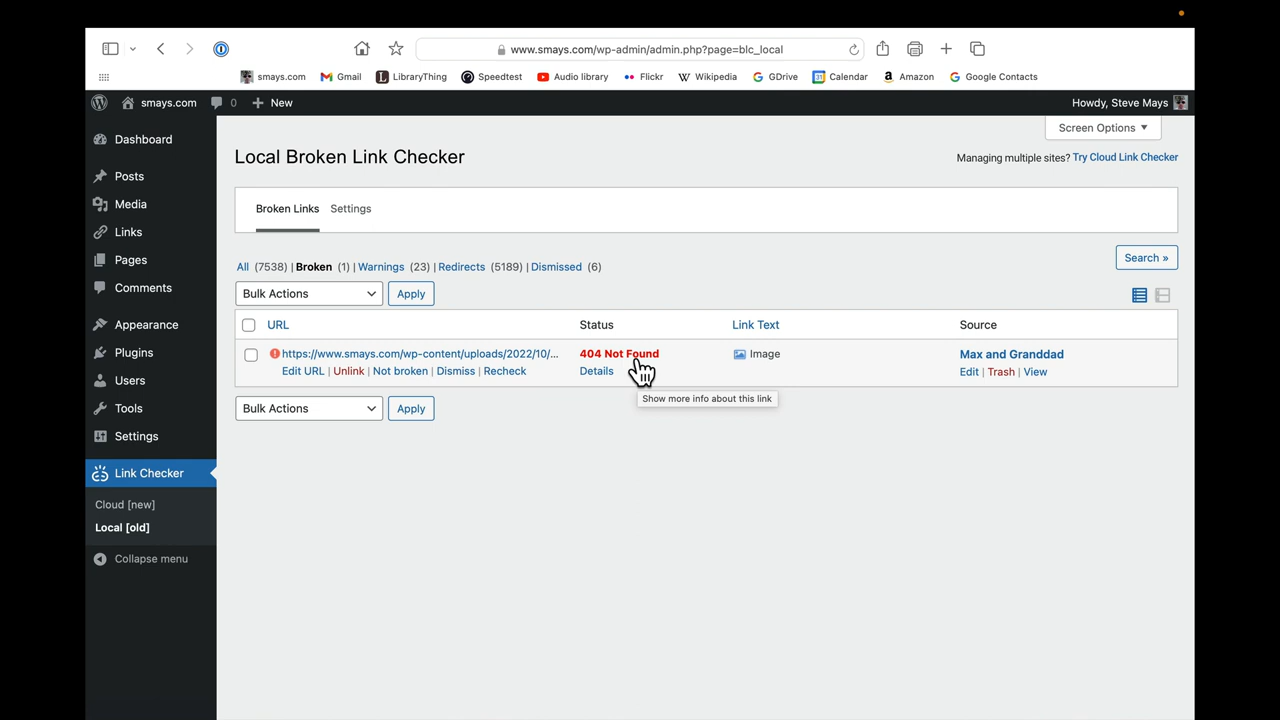 www.smays.com/wp-admin/admin.php?page=blc_local
smays.com Gmail LibraryThing Speedtest Audio library Flickr Wikipedia GDrive Calendar Amazon Google Contacts
smays.com 0 New Howdy, Steve Mays
Screen Options
Dashboard
Posts
Media
Links
Pages
Comments
Appearance
Plugins
Users
Tools
Settings
Link Checker
Cloud [new]
Local [old]
Collapse menu
Local Broken Link Checker
Managing multiple sites? Try Cloud Link Checker
Broken Links Settings
Search »
All (7538) | Broken (1) | Warnings (23) | Redirects (5189) | Dismissed (6)
Bulk Actions Apply
URL Status Link Text Source
https://www.smays.com/wp-content/uploads/2022/10/... 404 Not Found Image Max and Granddad
Edit URL | Unlink | Not broken | Dismiss | Recheck Details Edit | Trash | View
Show more info about this link
Bulk Actions Apply